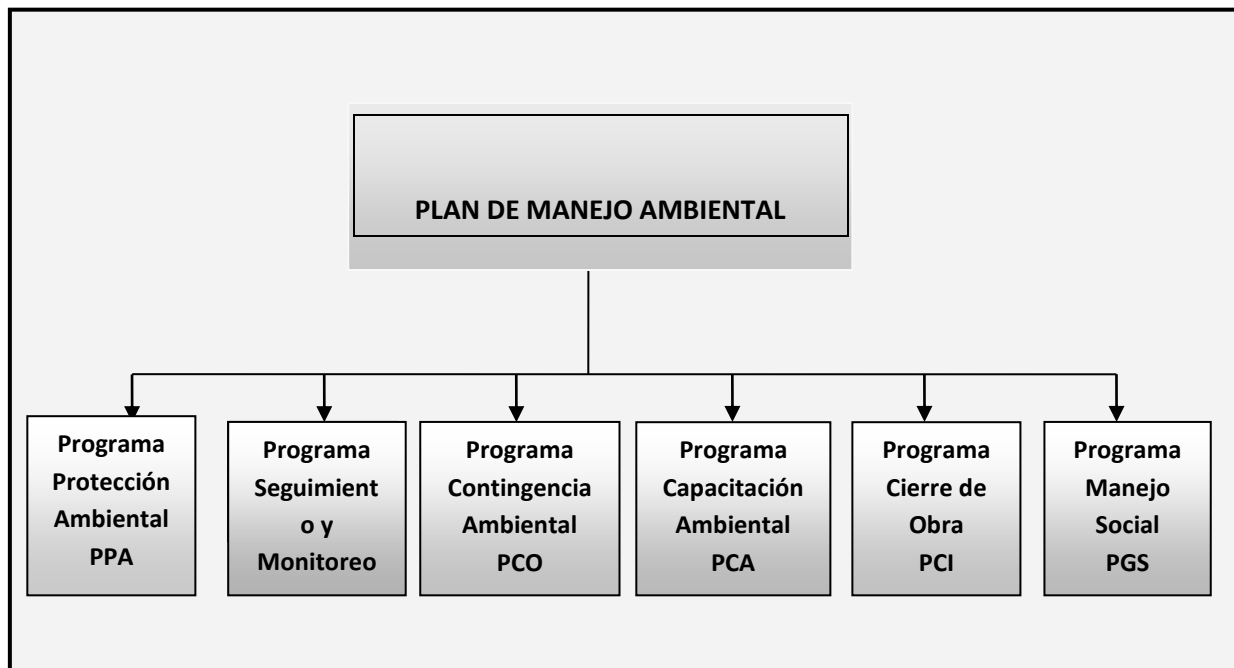 PLAN DE MANEJO AMBIENTAL
Programa
Protección
Ambiental
PPA
Programa
Seguimient
o y
Monitoreo
Programa
Contingencia
Ambiental
PCO
Programa
Capacitación
Ambiental
PCA
Programa
Cierre de
Obra
PCI
Programa
Manejo
Social
PGS